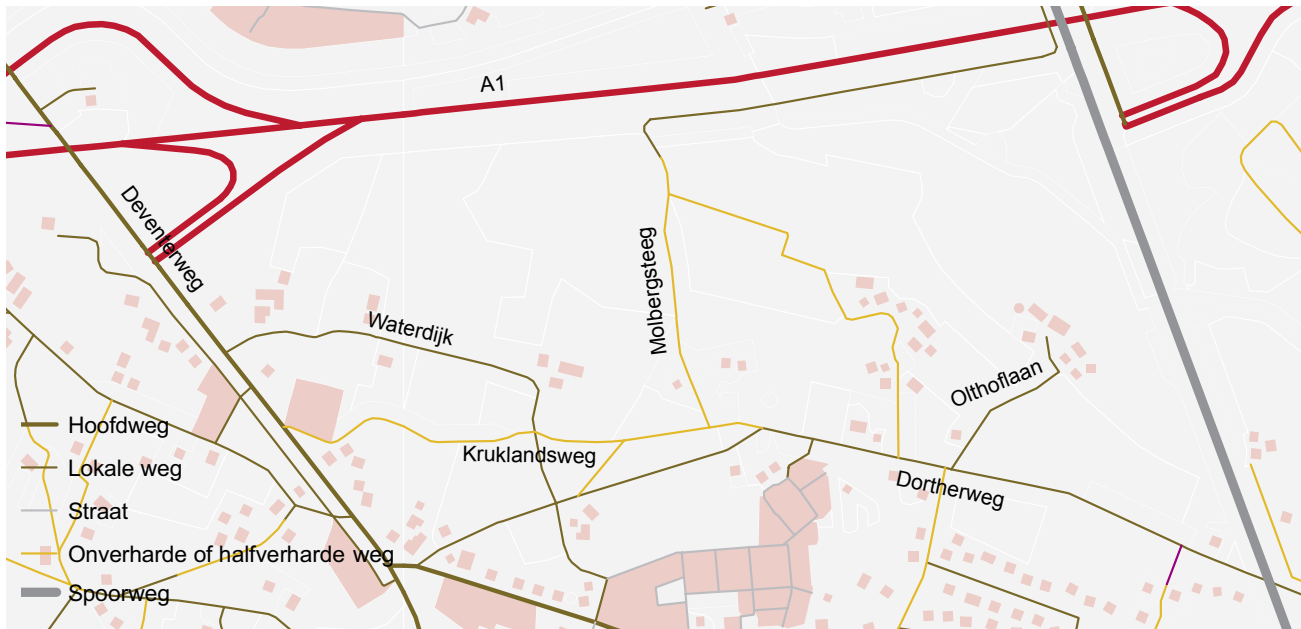 A1
Deventerweg
Molbergsteeg
Waterdijk
Olthoflaan
Kruklandsweg
Dortherweg
Hoofdweg
Lokale weg
Straat
Onverharde of halfverharde weg
Spoorweg